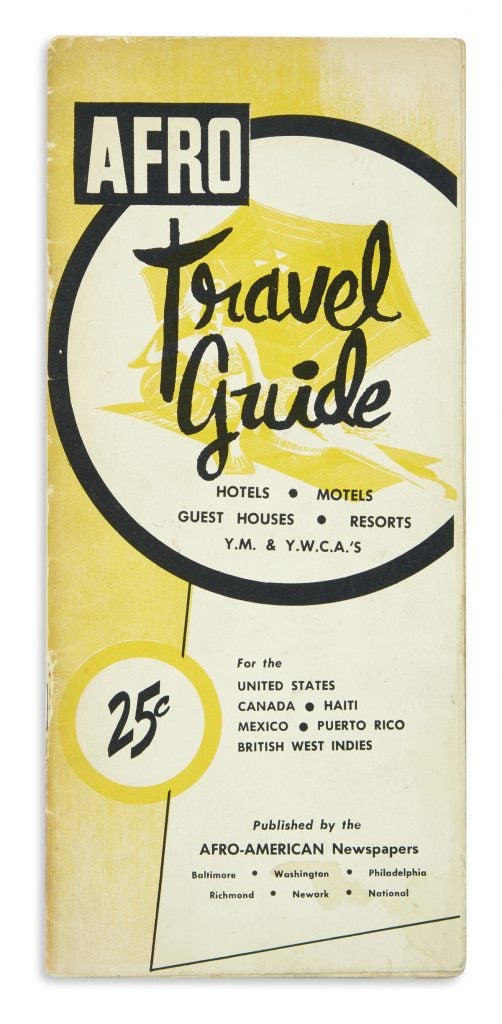 AFRO
Travel
Guide
HOTELS • MOTELS
GUEST HOUSES • RESORTS
Y.M. & Y.W.C.A.'S
25¢
For the
UNITED STATES
CANADA • HAITI
MEXICO • PUERTO RICO
BRITISH WEST INDIES
Published by the
AFRO-AMERICAN Newspapers
Baltimore • Washington • Philadelphia
Richmond • Newark • National